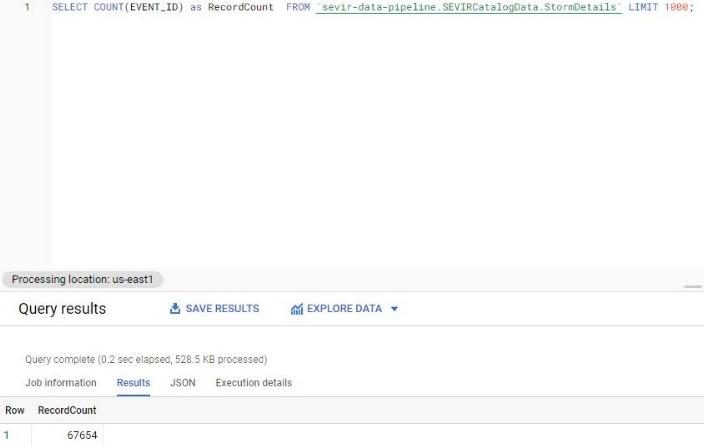 1 SELECT COUNT(EVENT_ID) as RecordCount FROM `sevir-data-pipeline.SEVIRCatalogData.StormDetails` LIMIT 1000;
Processing location: us-east1
Query results SAVE RESULTS EXPLORE DATA
Query complete (0.2 sec elapsed, 528.5 KB processed)
Job information Results JSON Execution details
Row RecordCount
1 67654